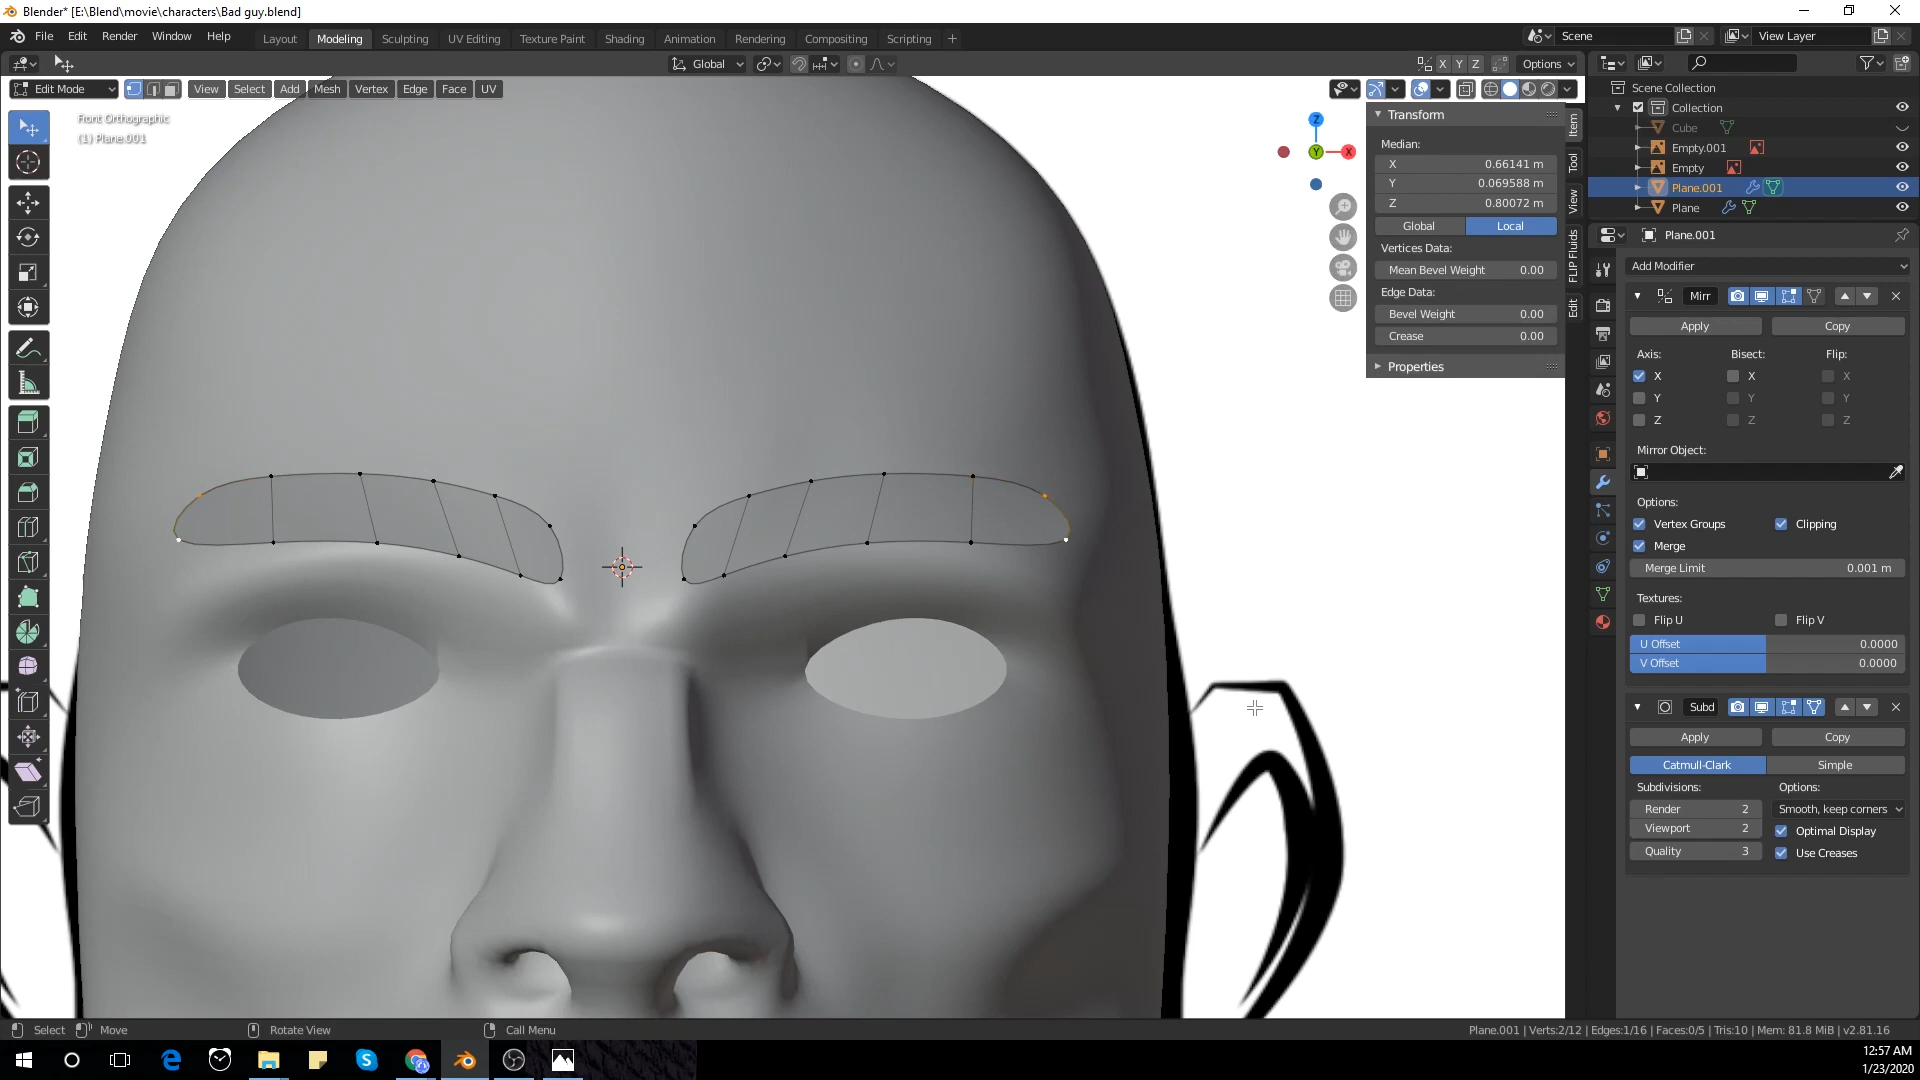 Blender* [E:\Blend\movie\characters\Bad guy.blend]
File Edit Render Window Help
Layout Modeling Sculpting UV Editing Texture Paint Shading Animation Rendering Compositing Scripting +
Scene
View Layer
Global
X Y Z
Options
Edit Mode
View Select Add Mesh Vertex Edge Face UV
Front Orthographic
(1) Plane.001
Z
Y
X
Transform
Median:
X 0.66141 m
Y 0.069588 m
Z 0.80072 m
Global Local
Vertices Data:
Mean Bevel Weight 0.00
Edge Data:
Bevel Weight 0.00
Crease 0.00
Properties
Item
Tool
View
FLIP Fluids
Edit
Scene Collection
Collection
Cube
Empty.001
Empty
Plane.001
Plane
Plane.001
Add Modifier
Mirr
Apply Copy
Axis: Bisect: Flip:
X X X
Y Y Y
Z Z Z
Mirror Object:
Options:
Vertex Groups Clipping
Merge
Merge Limit 0.001 m
Textures:
Flip U Flip V
U Offset 0.0000
V Offset 0.0000
Subd
Apply Copy
Catmull-Clark Simple
Subdivisions: Options:
Render 2 Smooth, keep corners
Viewport 2 Optimal Display
Quality 3 Use Creases
Select Move Rotate View Call Menu
Plane.001 | Verts:2/12 | Edges:1/16 | Faces:0/5 | Tris:10 | Mem: 81.8 MiB | v2.81.16
12:57 AM
1/23/2020